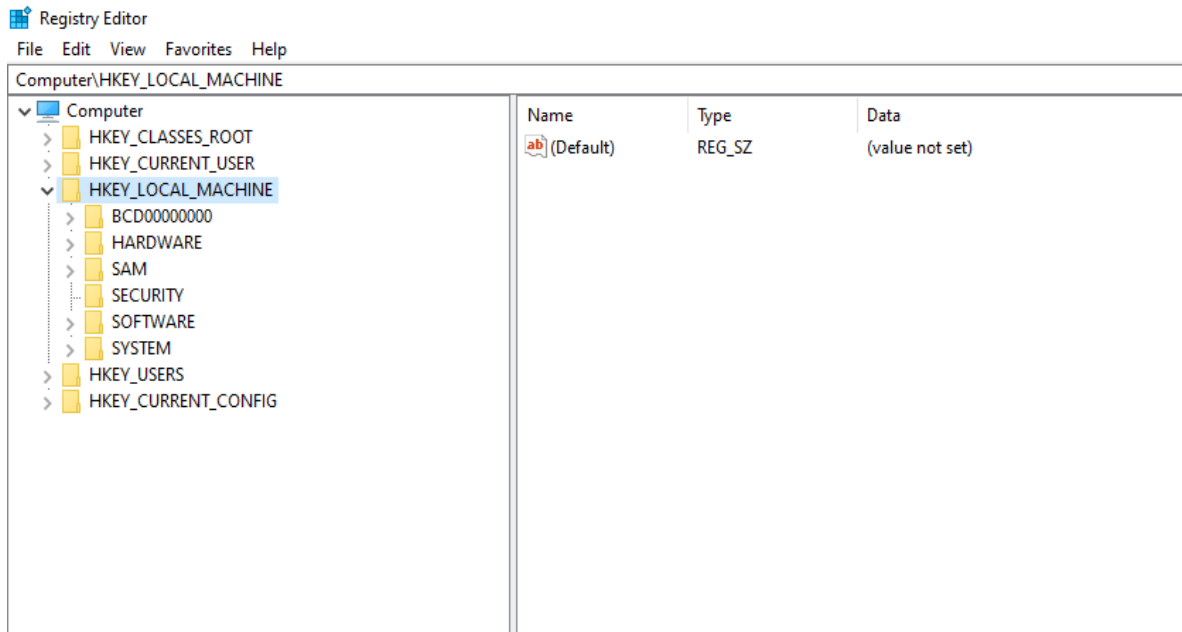 Registry Editor
File Edit View Favorites Help
Computer\HKEY_LOCAL_MACHINE
Computer
HKEY_CLASSES_ROOT
HKEY_CURRENT_USER
HKEY_LOCAL_MACHINE
BCD00000000
HARDWARE
SAM
SECURITY
SOFTWARE
SYSTEM
HKEY_USERS
HKEY_CURRENT_CONFIG
Name Type Data
ab (Default) REG_SZ (value not set)